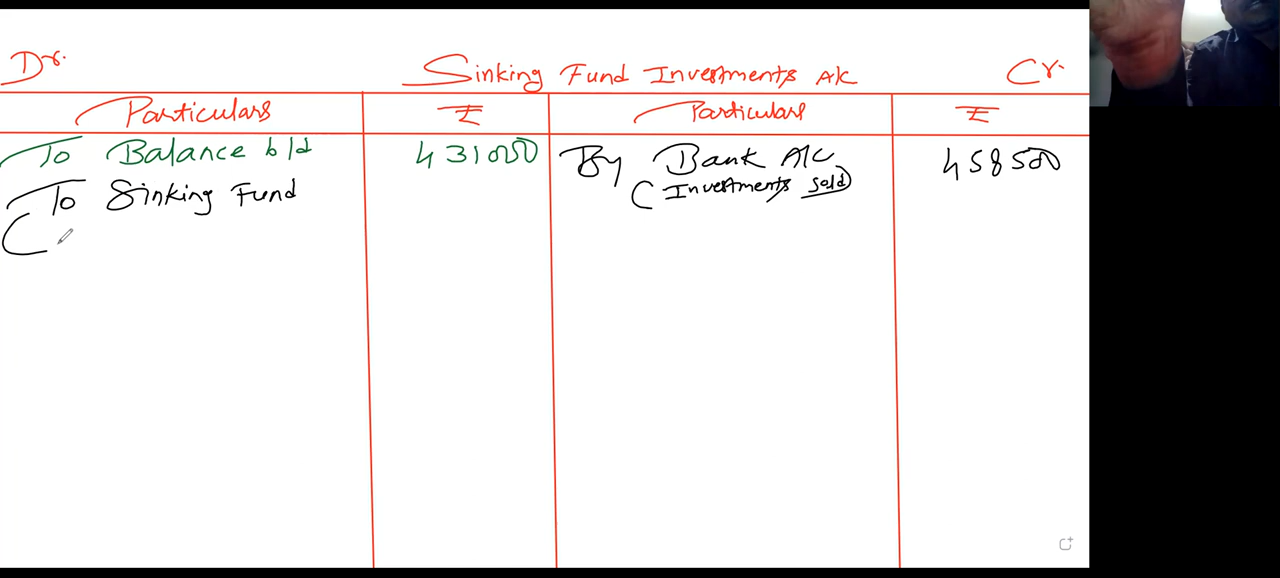 Dr. Sinking Fund Investments A/c Cr.
Particulars ₹ Particulars ₹
To Balance b/d 431000 By Bank A/C 458500
To Sinking Fund ( Investments sold)
(